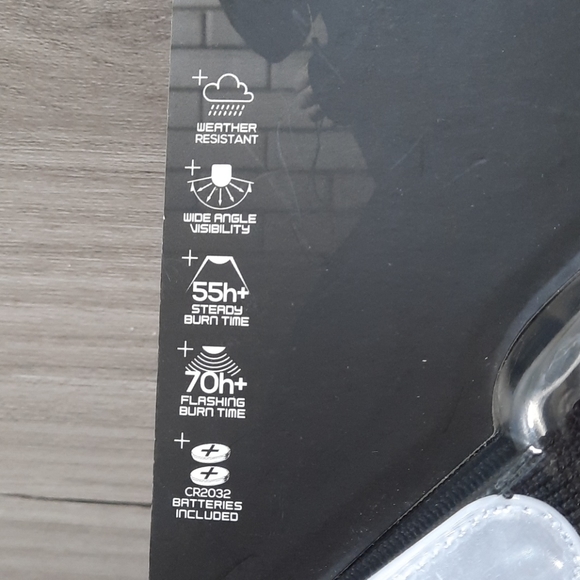 WEATHER
RESISTANT
WIDE ANGLE
VISIBILITY
55h+
STEADY
BURN TIME
70h+
FLASHING
BURN TIME
CR2032
BATTERIES
INCLUDED